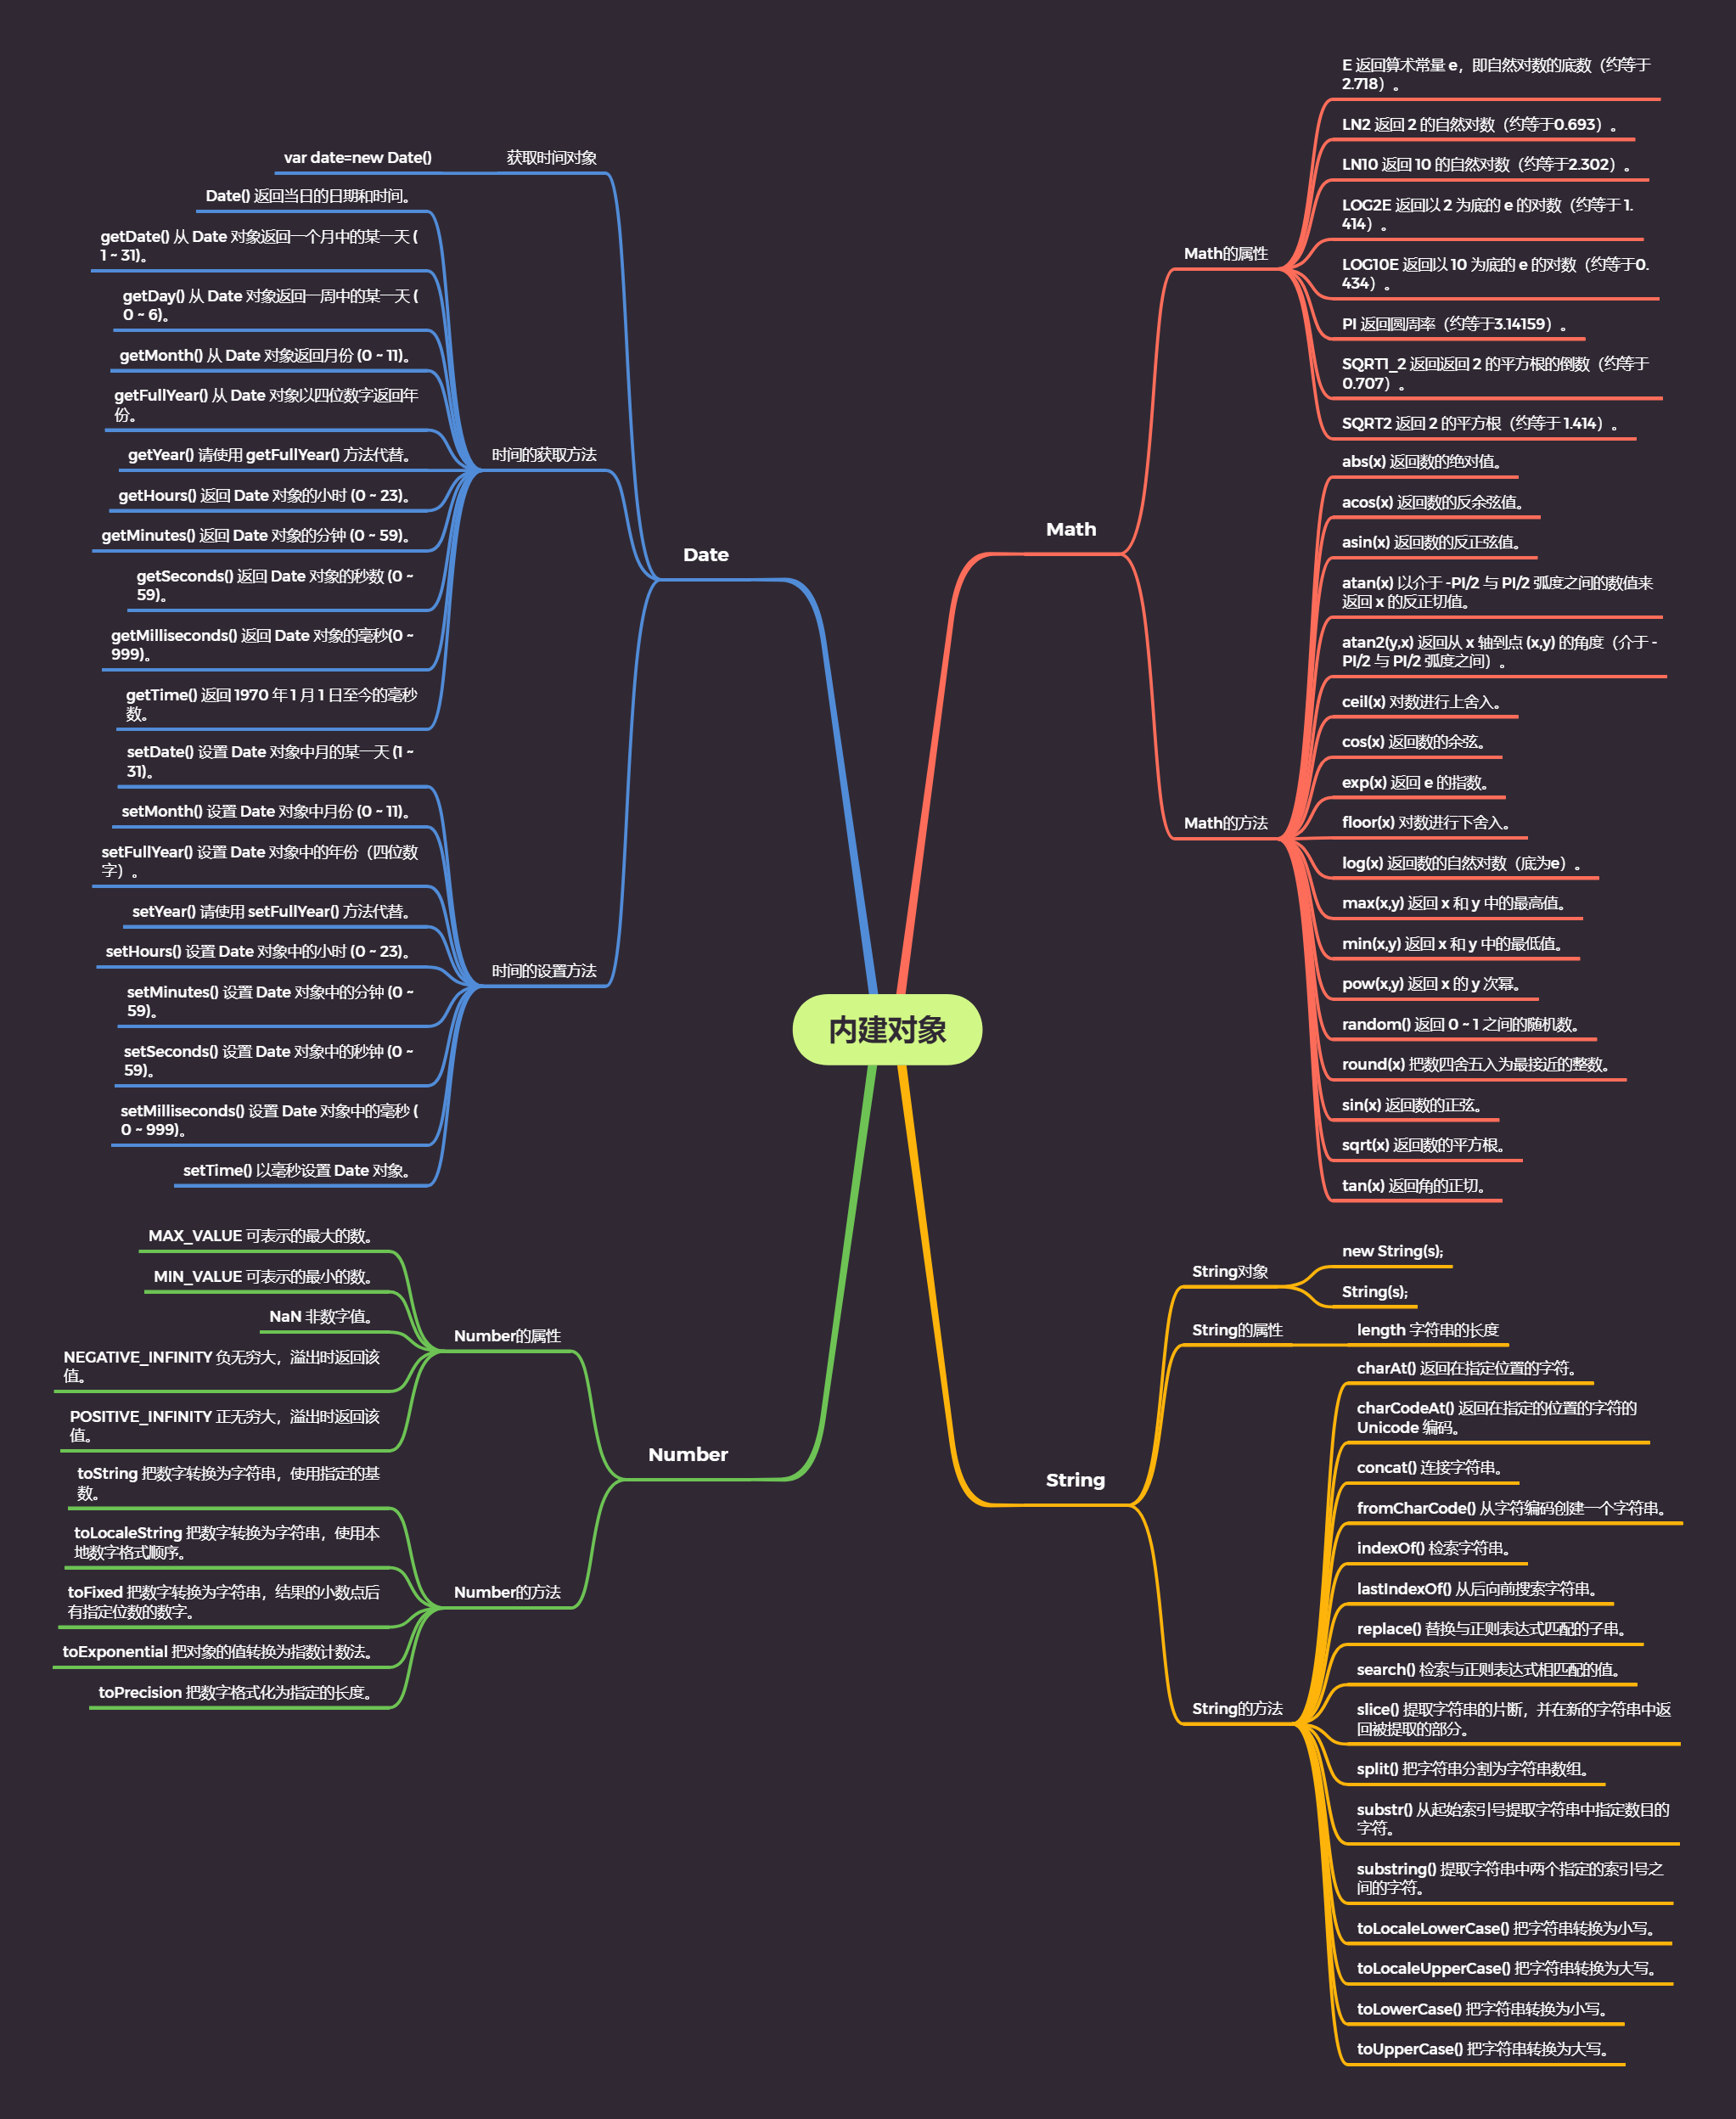 内建对象
Math
Math的属性
E 返回算术常量 e，即自然对数的底数（约等于
2.718）。
LN2 返回 2 的自然对数（约等于0.693）。
LN10 返回 10 的自然对数（约等于2.302）。
LOG2E 返回以 2 为底的 e 的对数（约等于 1.
414）。
LOG10E 返回以 10 为底的 e 的对数（约等于0.
434）。
PI 返回圆周率（约等于3.14159）。
SQRT1_2 返回返回 2 的平方根的倒数（约等于
0.707）。
SQRT2 返回 2 的平方根（约等于 1.414）。
Math的方法
abs(x) 返回数的绝对值。
acos(x) 返回数的反余弦值。
asin(x) 返回数的反正弦值。
atan(x) 以介于 -PI/2 与 PI/2 弧度之间的数值来
返回 x 的反正切值。
atan2(y,x) 返回从 x 轴到点 (x,y) 的角度（介于 -
PI/2 与 PI/2 弧度之间）。
ceil(x) 对数进行上舍入。
cos(x) 返回数的余弦。
exp(x) 返回 e 的指数。
floor(x) 对数进行下舍入。
log(x) 返回数的自然对数（底为e）。
max(x,y) 返回 x 和 y 中的最高值。
min(x,y) 返回 x 和 y 中的最低值。
pow(x,y) 返回 x 的 y 次幂。
random() 返回 0 ~ 1 之间的随机数。
round(x) 把数四舍五入为最接近的整数。
sin(x) 返回数的正弦。
sqrt(x) 返回数的平方根。
tan(x) 返回角的正切。
String
String对象
new String(s);
String(s);
String的属性
length 字符串的长度
String的方法
charAt() 返回在指定位置的字符。
charCodeAt() 返回在指定的位置的字符的
Unicode 编码。
concat() 连接字符串。
fromCharCode() 从字符编码创建一个字符串。
indexOf() 检索字符串。
lastIndexOf() 从后向前搜索字符串。
replace() 替换与正则表达式匹配的子串。
search() 检索与正则表达式相匹配的值。
slice() 提取字符串的片断，并在新的字符串中返
回被提取的部分。
split() 把字符串分割为字符串数组。
substr() 从起始索引号提取字符串中指定数目的
字符。
substring() 提取字符串中两个指定的索引号之
间的字符。
toLocaleLowerCase() 把字符串转换为小写。
toLocaleUpperCase() 把字符串转换为大写。
toLowerCase() 把字符串转换为小写。
toUpperCase() 把字符串转换为大写。
Date
获取时间对象
var date=new Date()
时间的获取方法
Date() 返回当日的日期和时间。
getDate() 从 Date 对象返回一个月中的某一天 (
1 ~ 31)。
getDay() 从 Date 对象返回一周中的某一天 (
0 ~ 6)。
getMonth() 从 Date 对象返回月份 (0 ~ 11)。
getFullYear() 从 Date 对象以四位数字返回年
份。
getYear() 请使用 getFullYear() 方法代替。
getHours() 返回 Date 对象的小时 (0 ~ 23)。
getMinutes() 返回 Date 对象的分钟 (0 ~ 59)。
getSeconds() 返回 Date 对象的秒数 (0 ~
59)。
getMilliseconds() 返回 Date 对象的毫秒(0 ~
999)。
getTime() 返回 1970 年 1 月 1 日至今的毫秒
数。
时间的设置方法
setDate() 设置 Date 对象中月的某一天 (1 ~
31)。
setMonth() 设置 Date 对象中月份 (0 ~ 11)。
setFullYear() 设置 Date 对象中的年份（四位数
字）。
setYear() 请使用 setFullYear() 方法代替。
setHours() 设置 Date 对象中的小时 (0 ~ 23)。
setMinutes() 设置 Date 对象中的分钟 (0 ~
59)。
setSeconds() 设置 Date 对象中的秒钟 (0 ~
59)。
setMilliseconds() 设置 Date 对象中的毫秒 (
0 ~ 999)。
setTime() 以毫秒设置 Date 对象。
Number
Number的属性
MAX_VALUE 可表示的最大的数。
MIN_VALUE 可表示的最小的数。
NaN 非数字值。
NEGATIVE_INFINITY 负无穷大，溢出时返回该
值。
POSITIVE_INFINITY 正无穷大，溢出时返回该
值。
Number的方法
toString 把数字转换为字符串，使用指定的基
数。
toLocaleString 把数字转换为字符串，使用本
地数字格式顺序。
toFixed 把数字转换为字符串，结果的小数点后
有指定位数的数字。
toExponential 把对象的值转换为指数计数法。
toPrecision 把数字格式化为指定的长度。